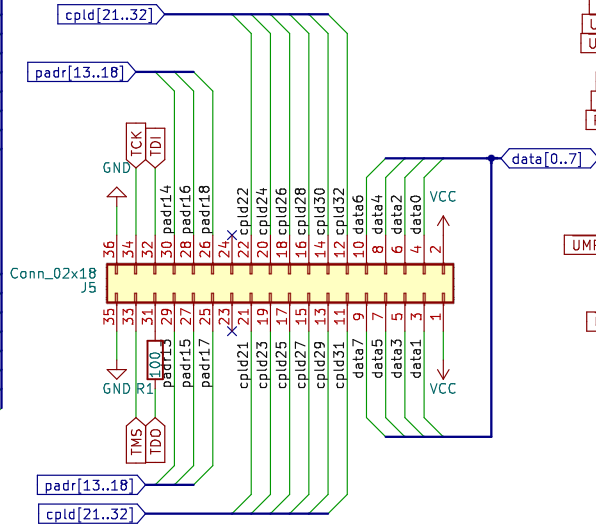 cpld[21..32]
padr[13..18]
TCK
TDI
GND
padr14
padr16
padr18
cpld22
cpld24
cpld26
cpld28
cpld30
cpld32
data6
data4
data2
data0
VCC
data[0..7]
36
34
32
30
28
26
24
22
20
18
16
14
12
10
8
6
4
2
UMF
Conn_02x18
J5
35
33
31
29
27
25
23
21
19
17
15
13
11
9
7
5
3
1
100
R1
GND
padr13
padr15
padr17
cpld21
cpld23
cpld25
cpld27
cpld29
cpld31
data7
data5
data3
data1
VCC
TMS
TDO
padr[13..18]
cpld[21..32]